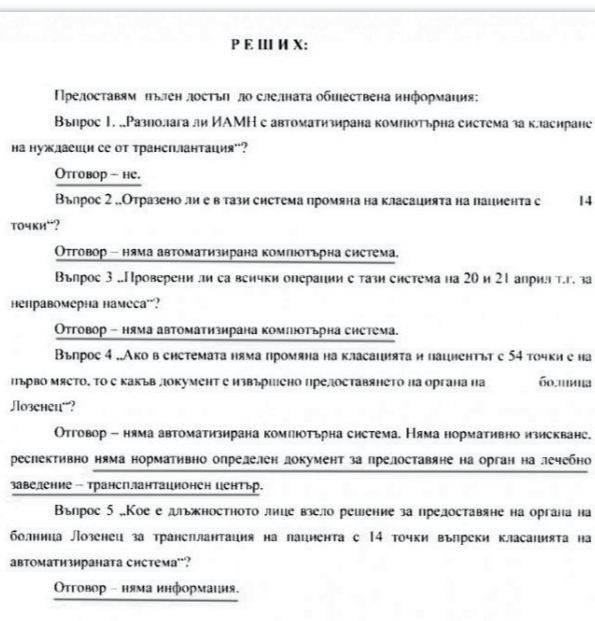 Р Е Ш И Х:
Предоставям пълен достъп до следната обществена информация:
Въпрос 1. „Разполага ли ИАМН с автоматизирана компютърна система за класиране
на нуждаещи се от трансплантация“?
Отговор – не.
Въпрос 2 „Отразено ли е в тази система промяна на класацията на пациента с 14
точки“?
Отговор – няма автоматизирана компютърна система.
Въпрос 3 „Проверени ли са всички операции с тази система на 20 и 21 април т.г. за
неправомерна намеса“?
Отговор – няма автоматизирана компютърна система.
Въпрос 4 „Ако в системата няма промяна на класацията и пациентът с 54 точки е на
първо място, то с какъв документ е извършено предоставянето на органа на болница
Лозенец“?
Отговор – няма автоматизирана компютърна система. Няма нормативно изискване,
респективно няма нормативно определен документ за предоставяне на орган на лечебно
заведение – трансплантационен център.
Въпрос 5 „Кое е длъжностното лице взело решение за предоставяне на органа на
болница Лозенец за трансплантация на пациента с 14 точки въпреки класацията на
автоматизираната система“?
Отговор – няма информация.